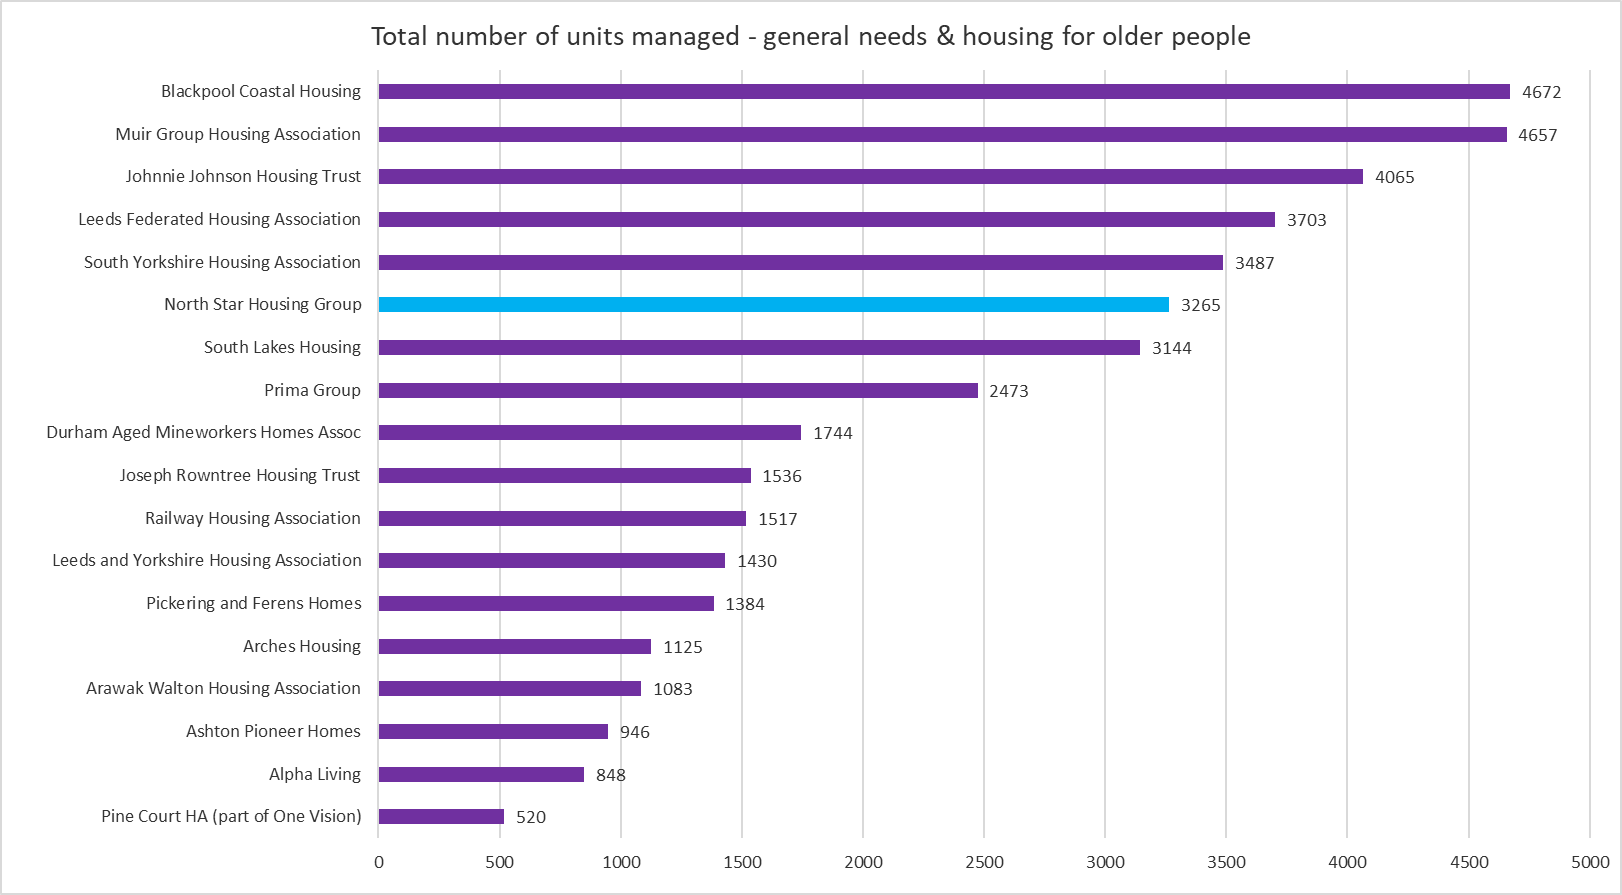 Total number of units managed - general needs & housing for older people
Blackpool Coastal Housing 4672
Muir Group Housing Association 4657
Johnnie Johnson Housing Trust 4065
Leeds Federated Housing Association 3703
South Yorkshire Housing Association 3487
North Star Housing Group 3265
South Lakes Housing 3144
Prima Group 2473
Durham Aged Mineworkers Homes Assoc 1744
Joseph Rowntree Housing Trust 1536
Railway Housing Association 1517
Leeds and Yorkshire Housing Association 1430
Pickering and Ferens Homes 1384
Arches Housing 1125
Arawak Walton Housing Association 1083
Ashton Pioneer Homes 946
Alpha Living 848
Pine Court HA (part of One Vision) 520
0 500 1000 1500 2000 2500 3000 3500 4000 4500 5000